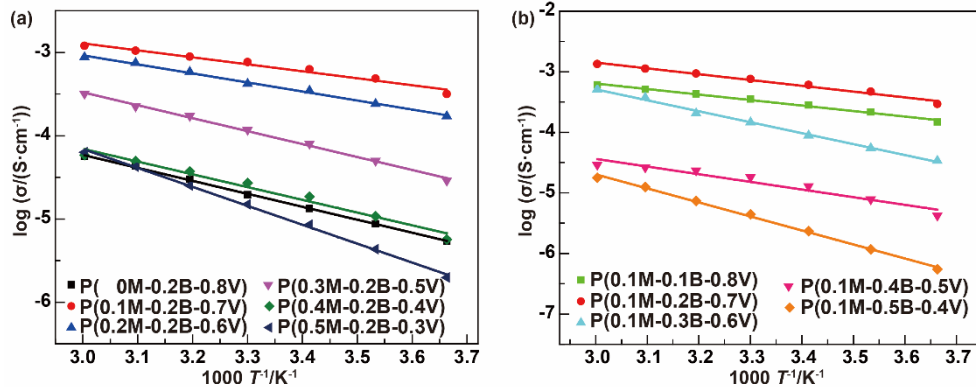 (a)
log (σ/(S·cm⁻¹))
-3
-4
-5
-6
P( 0M-0.2B-0.8V)
P(0.1M-0.2B-0.7V)
P(0.2M-0.2B-0.6V)
P(0.3M-0.2B-0.5V)
P(0.4M-0.2B-0.4V)
P(0.5M-0.2B-0.3V)
3.0 3.1 3.2 3.3 3.4 3.5 3.6 3.7
1000 T⁻¹/K⁻¹
(b)
log (σ/(S·cm⁻¹))
-2
-3
-4
-5
-6
-7
P(0.1M-0.1B-0.8V)
P(0.1M-0.2B-0.7V)
P(0.1M-0.3B-0.6V)
P(0.1M-0.4B-0.5V)
P(0.1M-0.5B-0.4V)
3.0 3.1 3.2 3.3 3.4 3.5 3.6 3.7
1000 T⁻¹/K⁻¹